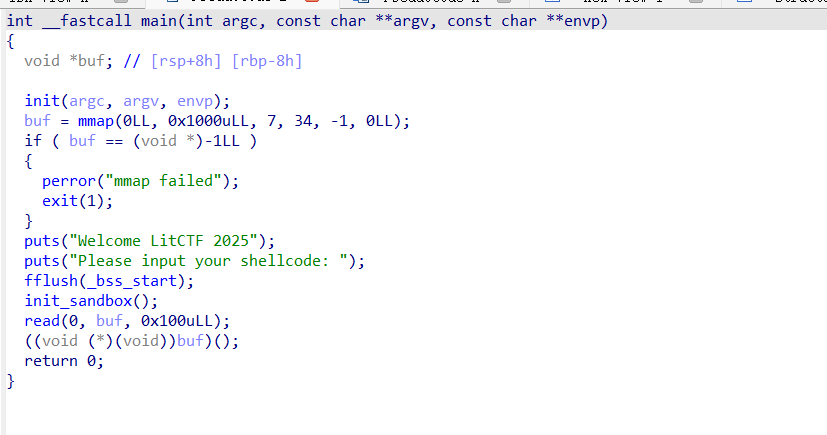 int __fastcall main(int argc, const char **argv, const char **envp)
{
  void *buf; // [rsp+8h] [rbp-8h]

  init(argc, argv, envp);
  buf = mmap(0LL, 0x1000uLL, 7, 34, -1, 0LL);
  if ( buf == (void *)-1LL )
  {
    perror("mmap failed");
    exit(1);
  }
  puts("Welcome LitCTF 2025");
  puts("Please input your shellcode: ");
  fflush(_bss_start);
  init_sandbox();
  read(0, buf, 0x100uLL);
  ((void (*)(void))buf)();
  return 0;
}